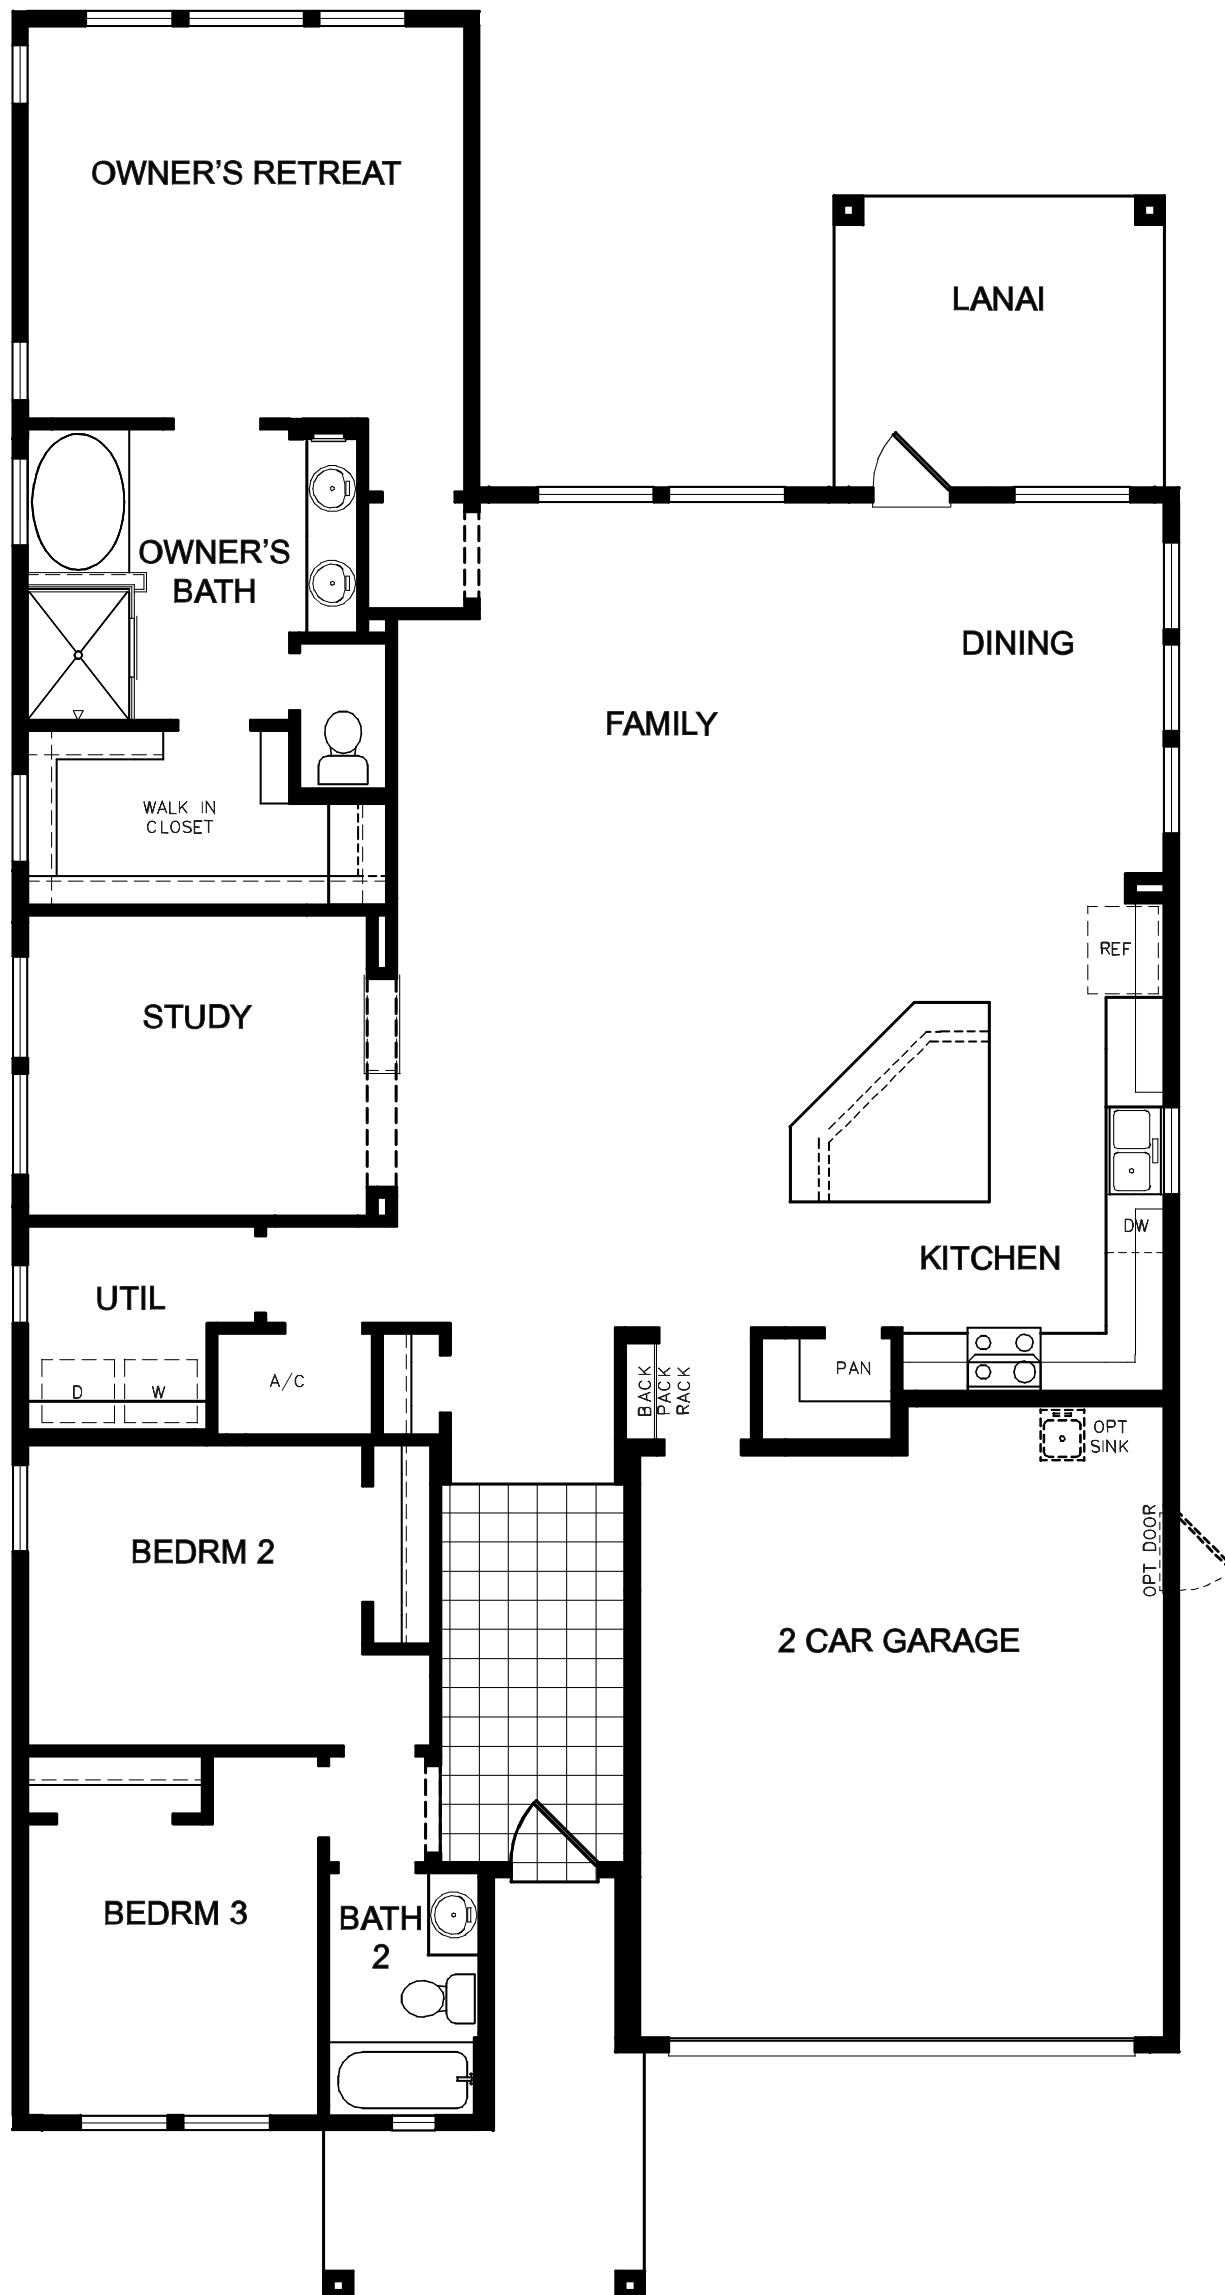 OWNER'S RETREAT
LANAI
OWNER'S
BATH
DINING
FAMILY
WALK IN
CLOSET
REF
STUDY
DW
KITCHEN
UTIL
D
W
A/C
BACK
PACK
RACK
PAN
OPT
SINK
OPT DOOR
BEDRM 2
2 CAR GARAGE
BEDRM 3
BATH
2